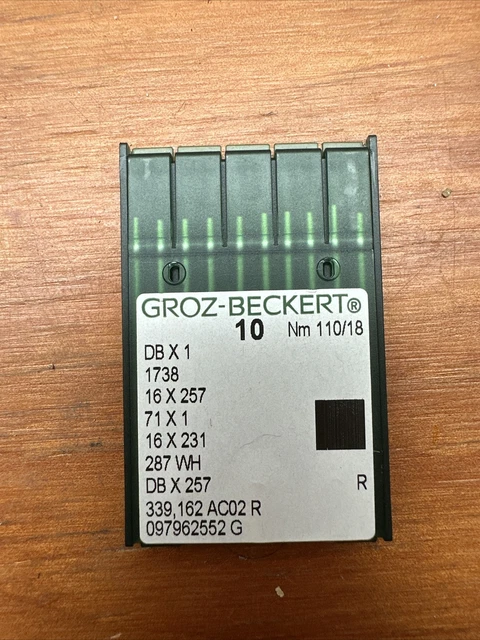 GROZ-BECKERT®
10 Nm 110/18
DB X 1
1738
16 X 257
71 X 1
16 X 231
287 WH
DB X 257 R
339,162 AC02 R
097962552 G